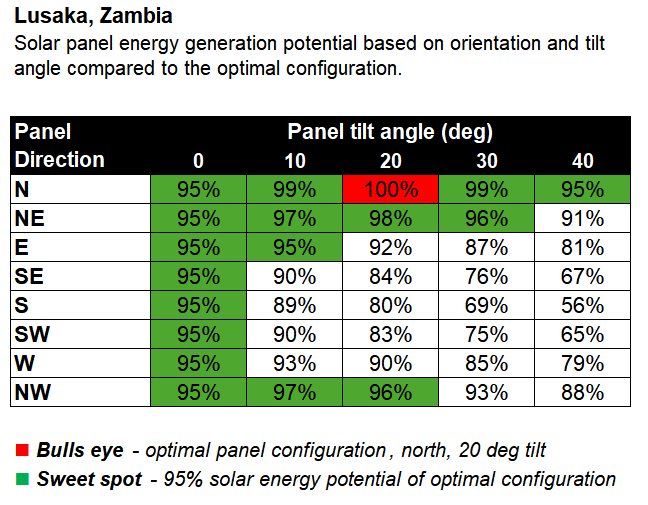 Lusaka, Zambia
Solar panel energy generation potential based on orientation and tilt
angle compared to the optimal configuration.
Panel Direction Panel tilt angle (deg)
0 10 20 30 40
N 95% 99% 100% 99% 95%
NE 95% 97% 98% 96% 91%
E 95% 95% 92% 87% 81%
SE 95% 90% 84% 76% 67%
S 95% 89% 80% 69% 56%
SW 95% 90% 83% 75% 65%
W 95% 93% 90% 85% 79%
NW 95% 97% 96% 93% 88%
Bulls eye - optimal panel configuration, north, 20 deg tilt
Sweet spot - 95% solar energy potential of optimal configuration